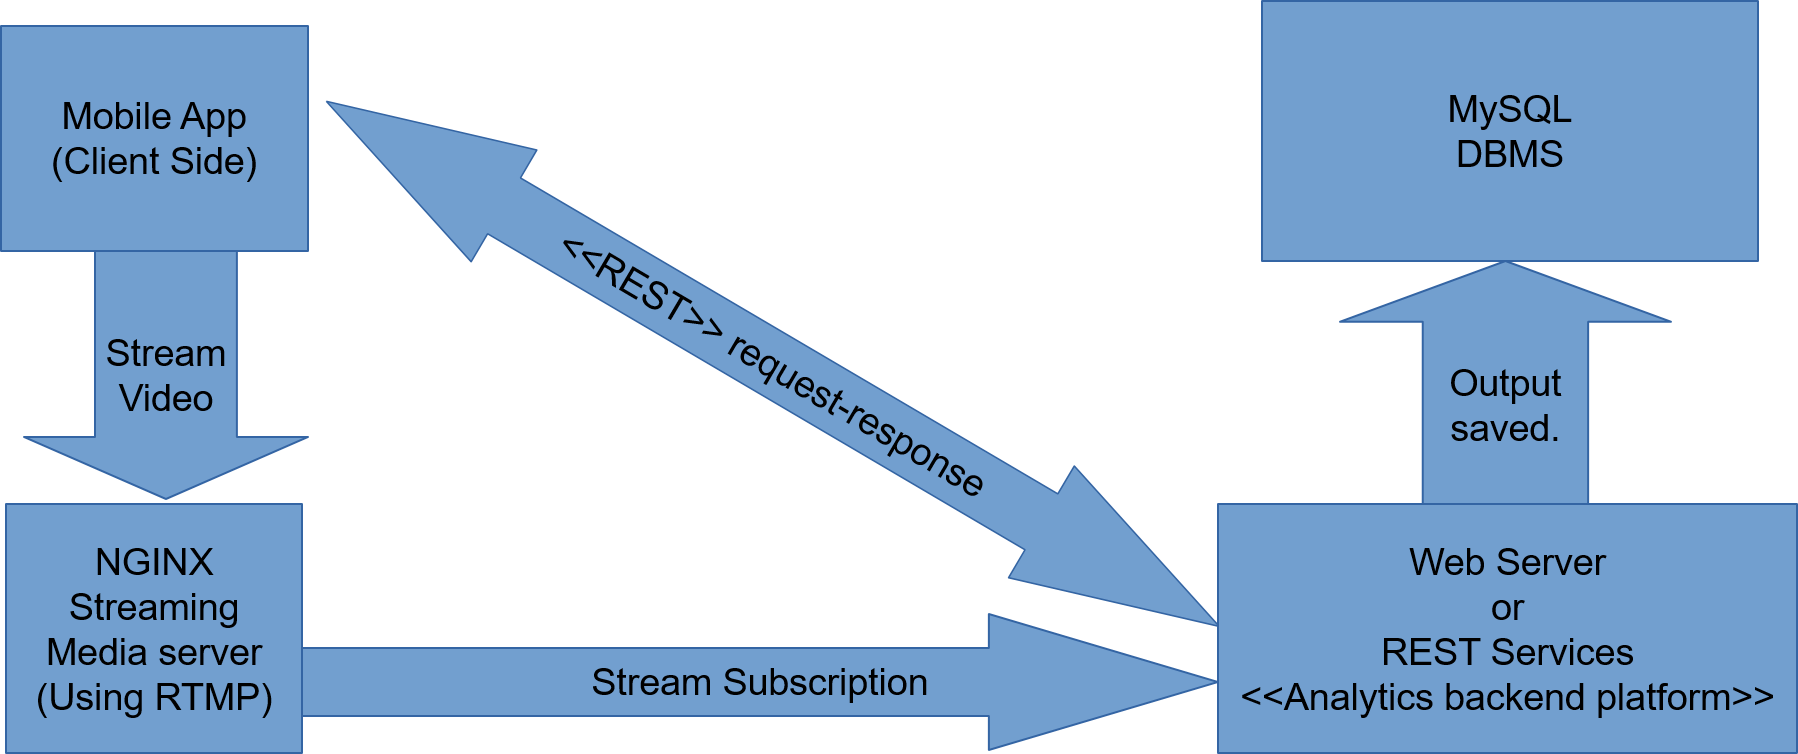 Mobile App
(Client Side)
MySQL
DBMS
<<REST>> request-response
Stream
Video
Output
saved.
NGINX
Streaming
Media server
(Using RTMP)
Stream Subscription
Web Server
or
REST Services
<<Analytics backend platform>>